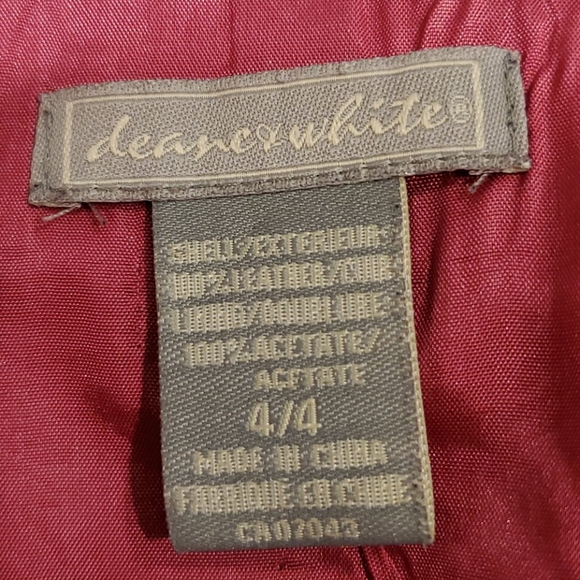 deane&white®
SHELL/EXTERIEUR:
100% LEATHER/CUIR
LINING/DOUBLURE
100% ACETATE/
ACETATE
4/4
MADE IN CHINA
FABRIQUE EN CHINE
CA07043